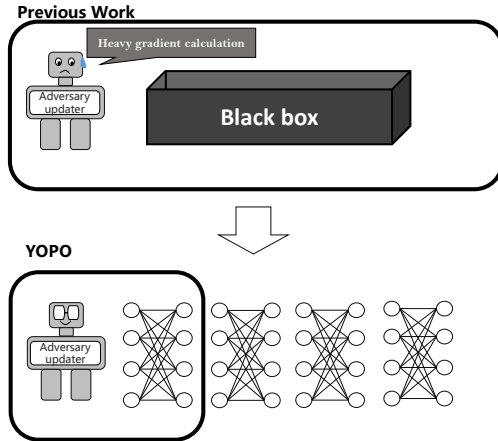 Previous Work
Heavy gradient calculation
Adversary
updater
Black box
YOPO
Adversary
updater